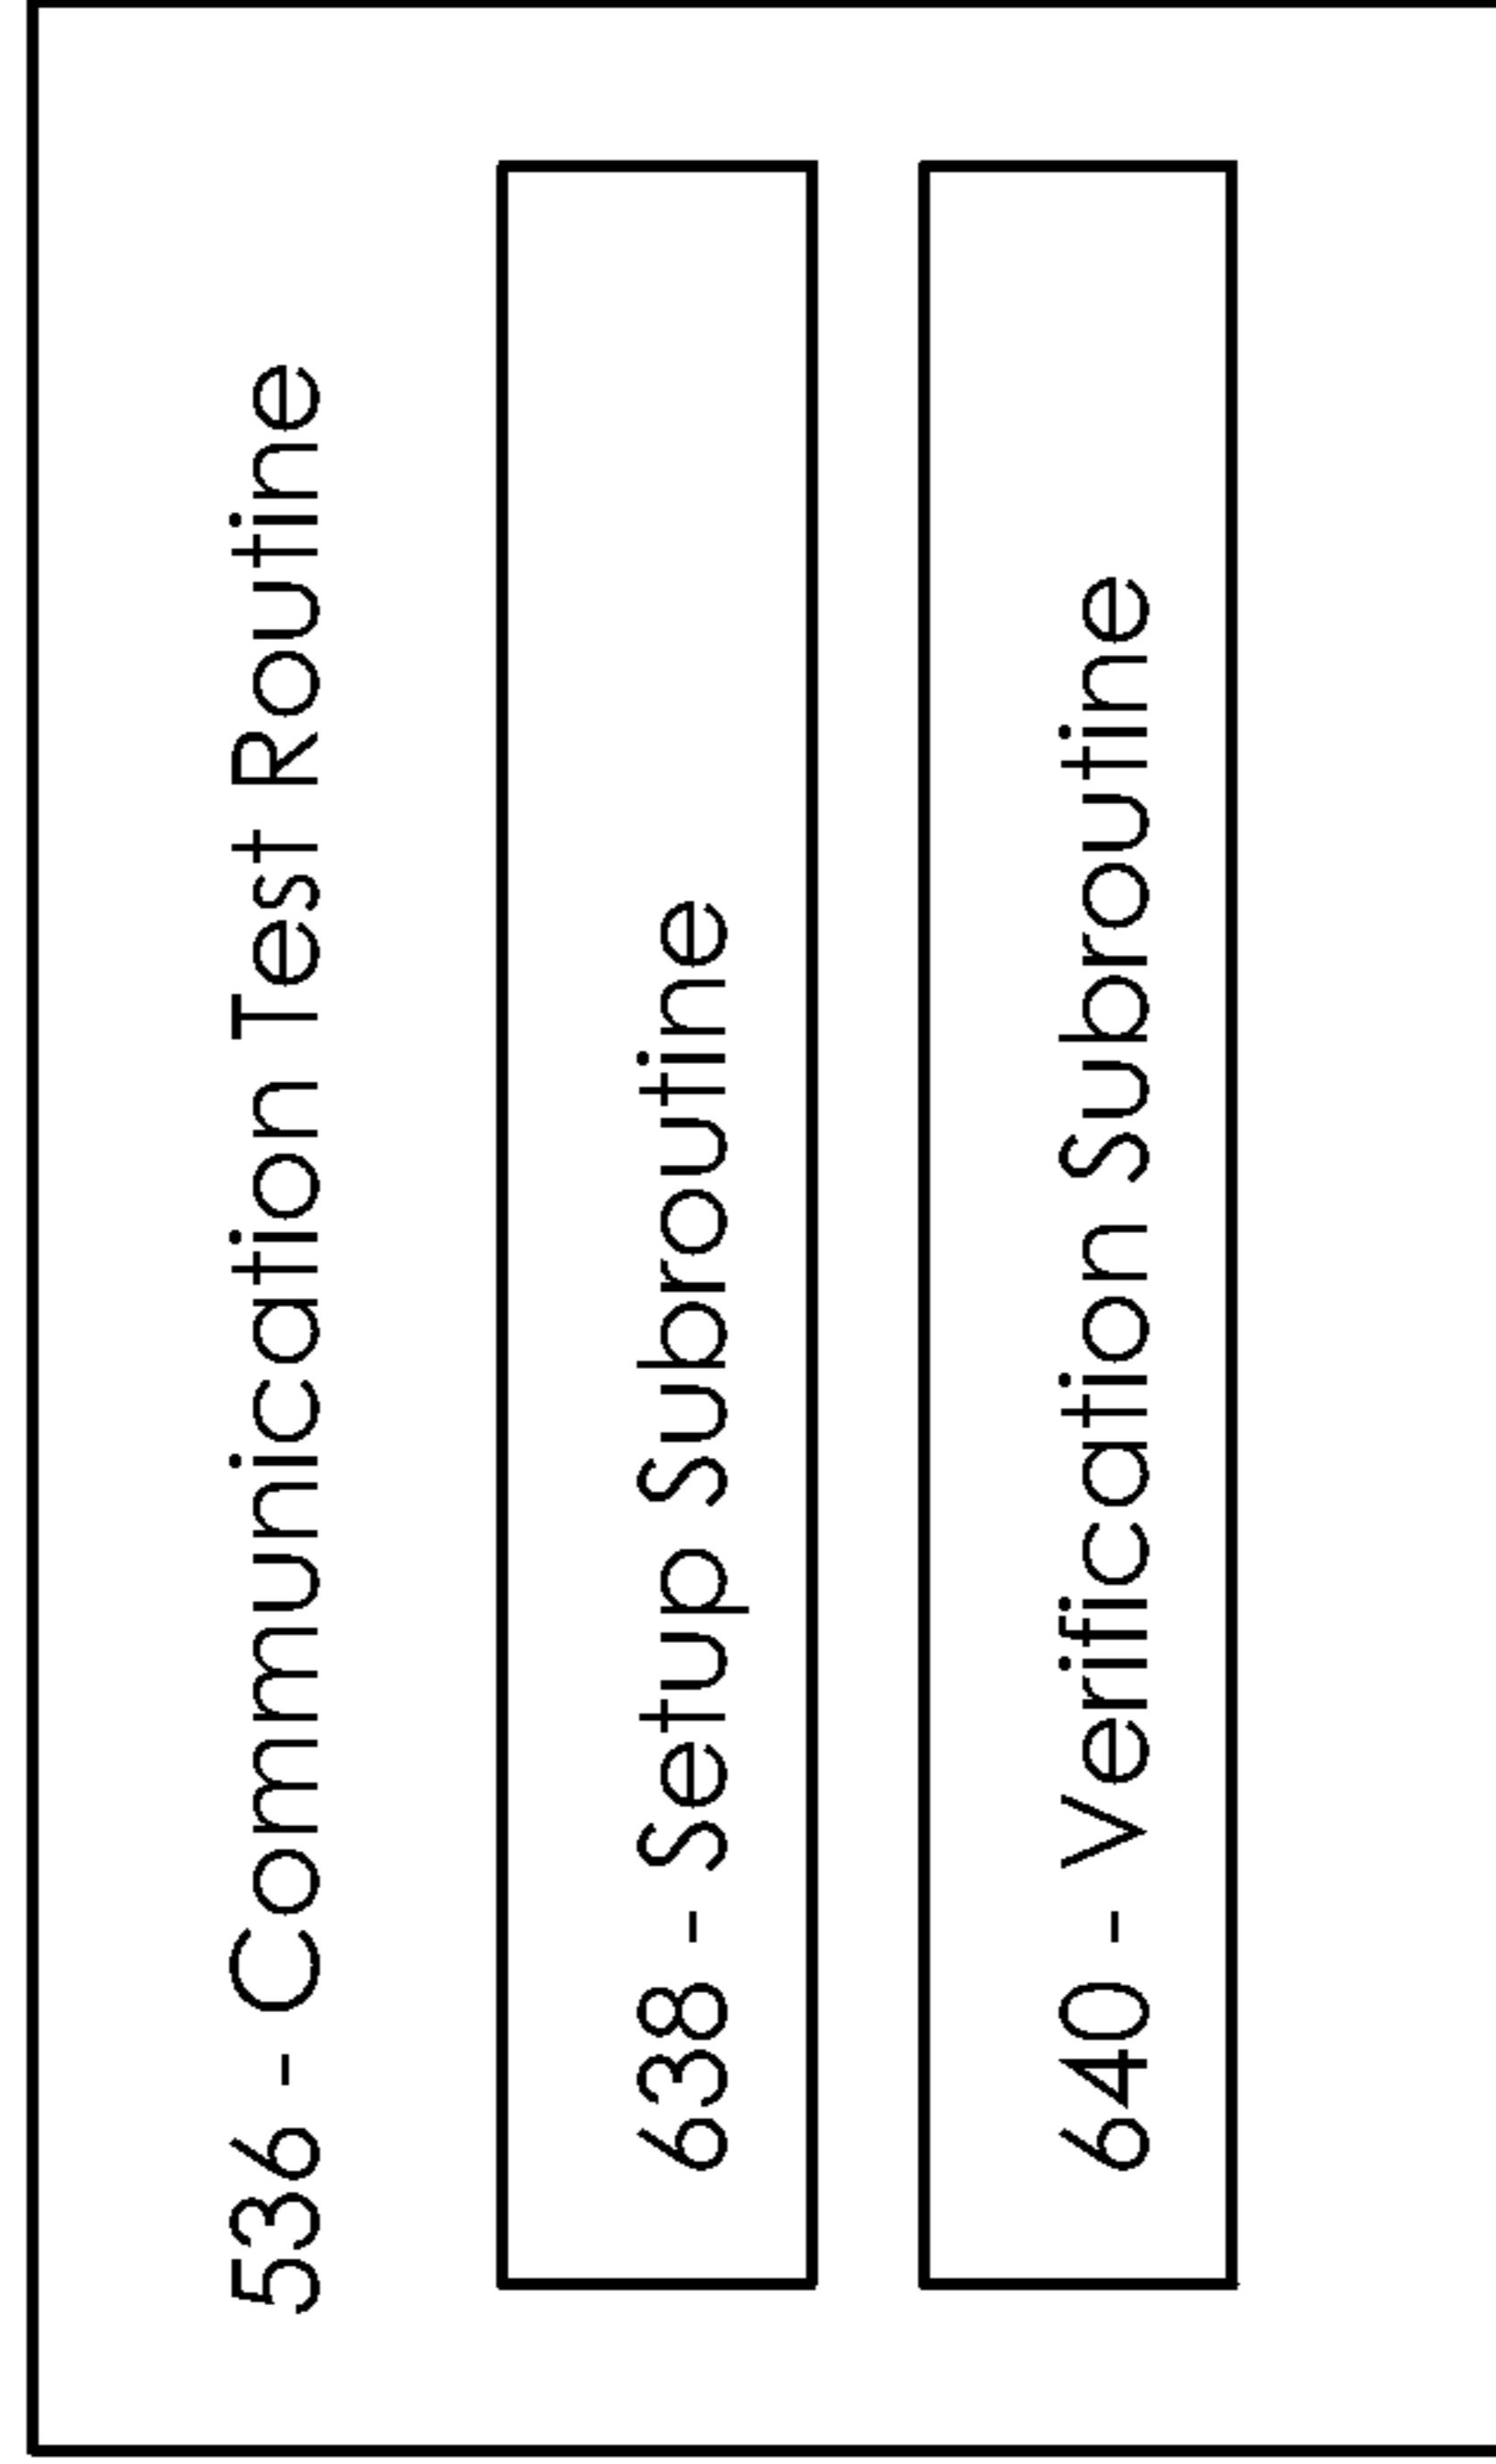 536 - Communication Test Routine
638 - Setup Subroutine
640 - Verification Subroutine